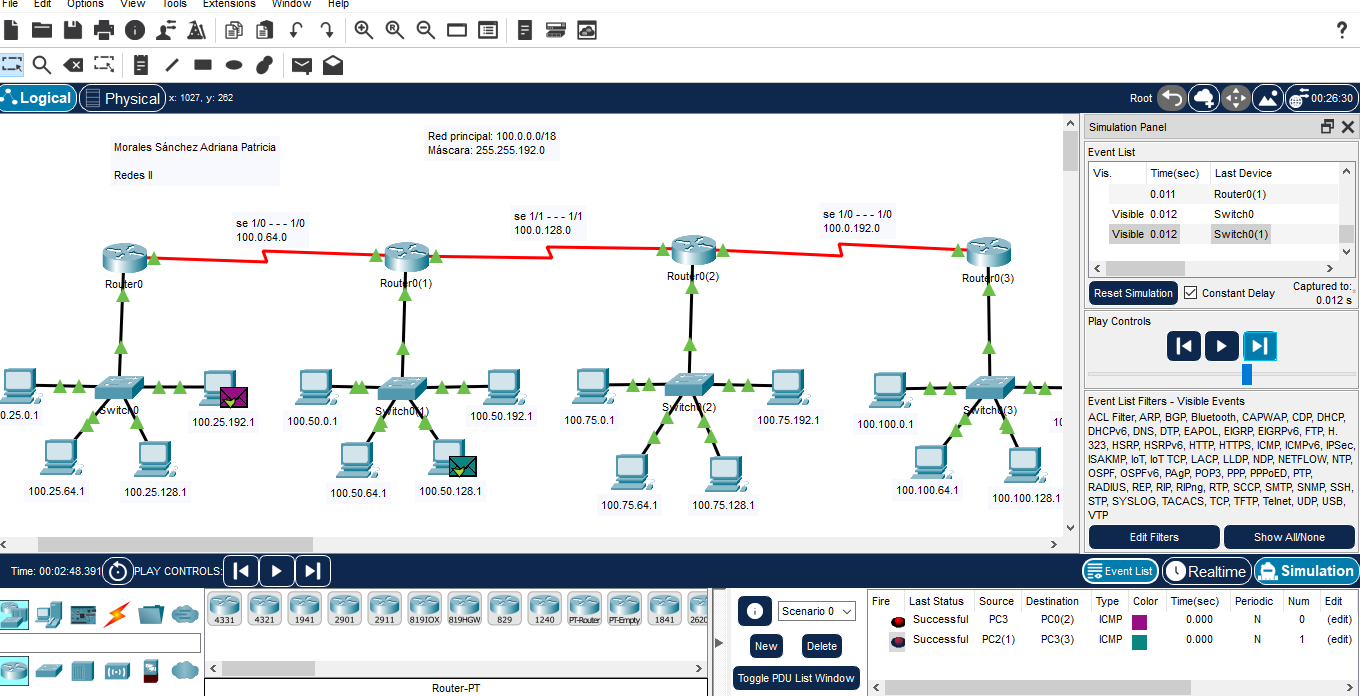 File Edit Options View Tools Extensions Window Help
?
Logical Physical x: 1027, y: 262 Root 00:26:30
Morales Sánchez Adriana Patricia
Redes II
Red principal: 100.0.0.0/18
Máscara: 255.255.192.0
se 1/0 - - - 1/0
100.0.64.0
se 1/1 - - - 1/1
100.0.128.0
se 1/0 - - - 1/0
100.0.192.0
Router0
Router0(1)
Router0(2)
Router0(3)
Switch0
Switch0(1)
Switch0(2)
Switch0(3)
0.25.0.1
100.25.192.1
100.50.0.1
100.50.192.1
100.75.0.1
100.75.192.1
100.100.0.1
10
100.25.64.1
100.25.128.1
100.50.64.1
100.50.128.1
100.75.64.1
100.75.128.1
100.100.64.1
100.100.128.1
Simulation Panel
Event List
Vis. Time(sec) Last Device
0.011 Router0(1)
Visible 0.012 Switch0
Visible 0.012 Switch0(1)
Reset Simulation Constant Delay Captured to:
0.012 s
Play Controls
Event List Filters - Visible Events
ACL Filter, ARP, BGP, Bluetooth, CAPWAP, CDP, DHCP,
DHCPv6, DNS, DTP, EAPOL, EIGRP, EIGRPv6, FTP, H.
323, HSRP, HSRPv6, HTTP, HTTPS, ICMP, ICMPv6, IPSec,
ISAKMP, IoT, IoT TCP, LACP, LLDP, NDP, NETFLOW, NTP,
OSPF, OSPFv6, PAgP, POP3, PPP, PPPoED, PTP,
RADIUS, REP, RIP, RIPng, RTP, SCCP, SMTP, SNMP, SSH,
STP, SYSLOG, TACACS, TCP, TFTP, Telnet, UDP, USB,
VTP
Edit Filters Show All/None
Time: 00:02:48.391 PLAY CONTROLS: Event List Realtime Simulation
4331 4321 1941 2901 2911 819IOX 819HGW 829 1240 PT-Router PT-Empty 1841 2620
Router-PT
Scenario 0
New Delete
Toggle PDU List Window
Fire Last Status Source Destination Type Color Time(sec) Periodic Num Edit
Successful PC3 PC0(2) ICMP 0.000 N 0 (edit)
Successful PC2(1) PC3(3) ICMP 0.000 N 1 (edit)